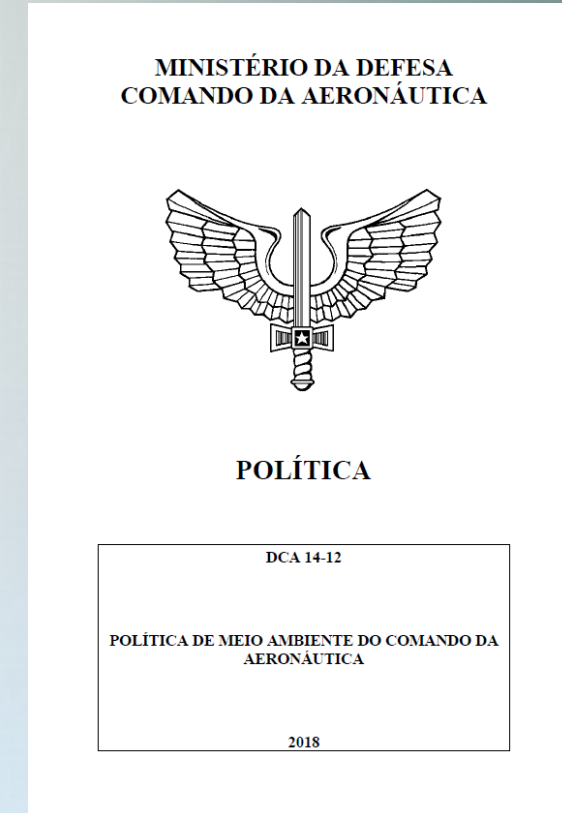 MINISTÉRIO DA DEFESA
COMANDO DA AERONÁUTICA
POLÍTICA
DCA 14-12
POLÍTICA DE MEIO AMBIENTE DO COMANDO DA
AERONÁUTICA
2018